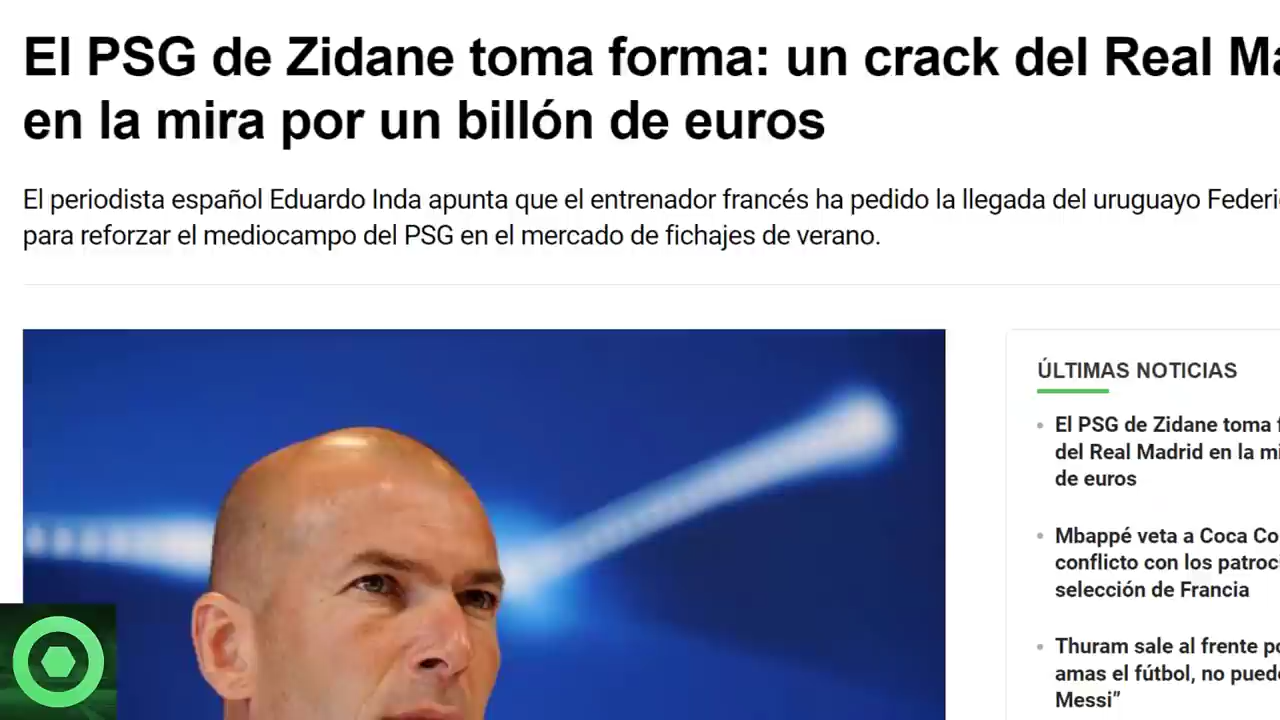 El PSG de Zidane toma forma: un crack del Real
en la mira por un billón de euros
El periodista español Eduardo Inda apunta que el entrenador francés ha pedido la llegada del uruguayo
para reforzar el mediocampo del PSG en el mercado de fichajes de verano.
ÚLTIMAS NOTICIAS
El PSG de Zidane toma
del Real Madrid en la
de euros
Mbappé veta a Coca
conflicto con los
selección de Francia
Thuram sale al frente
amas el fútbol, no
Messi”